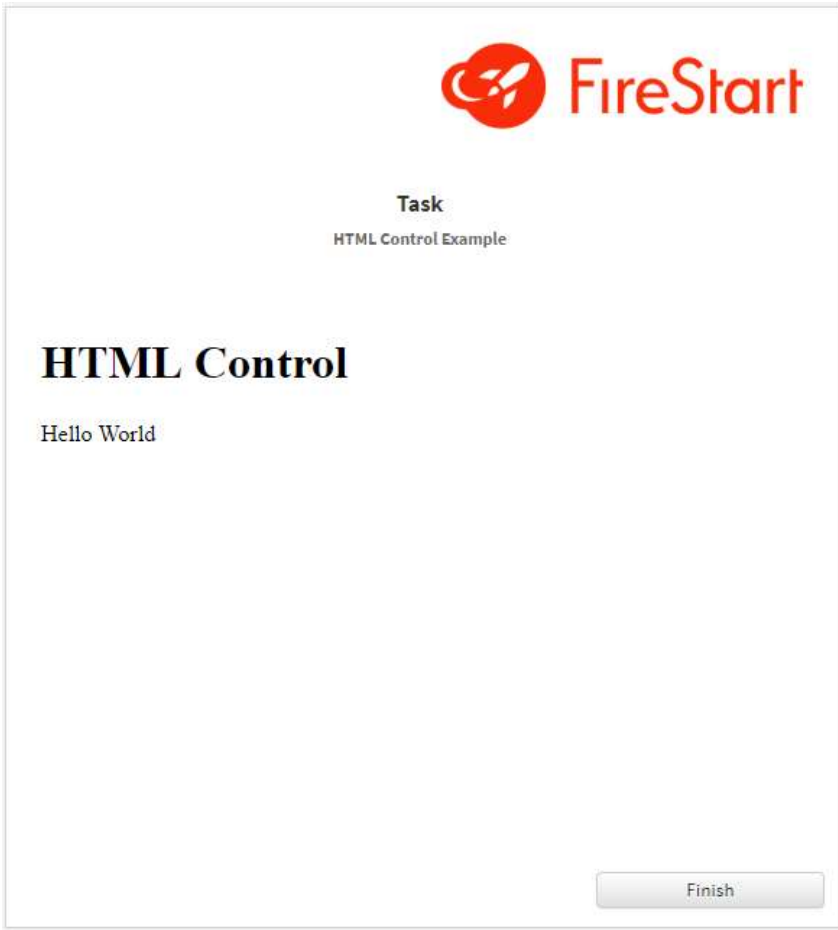 FireStart
Task
HTML Control Example
HTML Control
Hello World
Finish